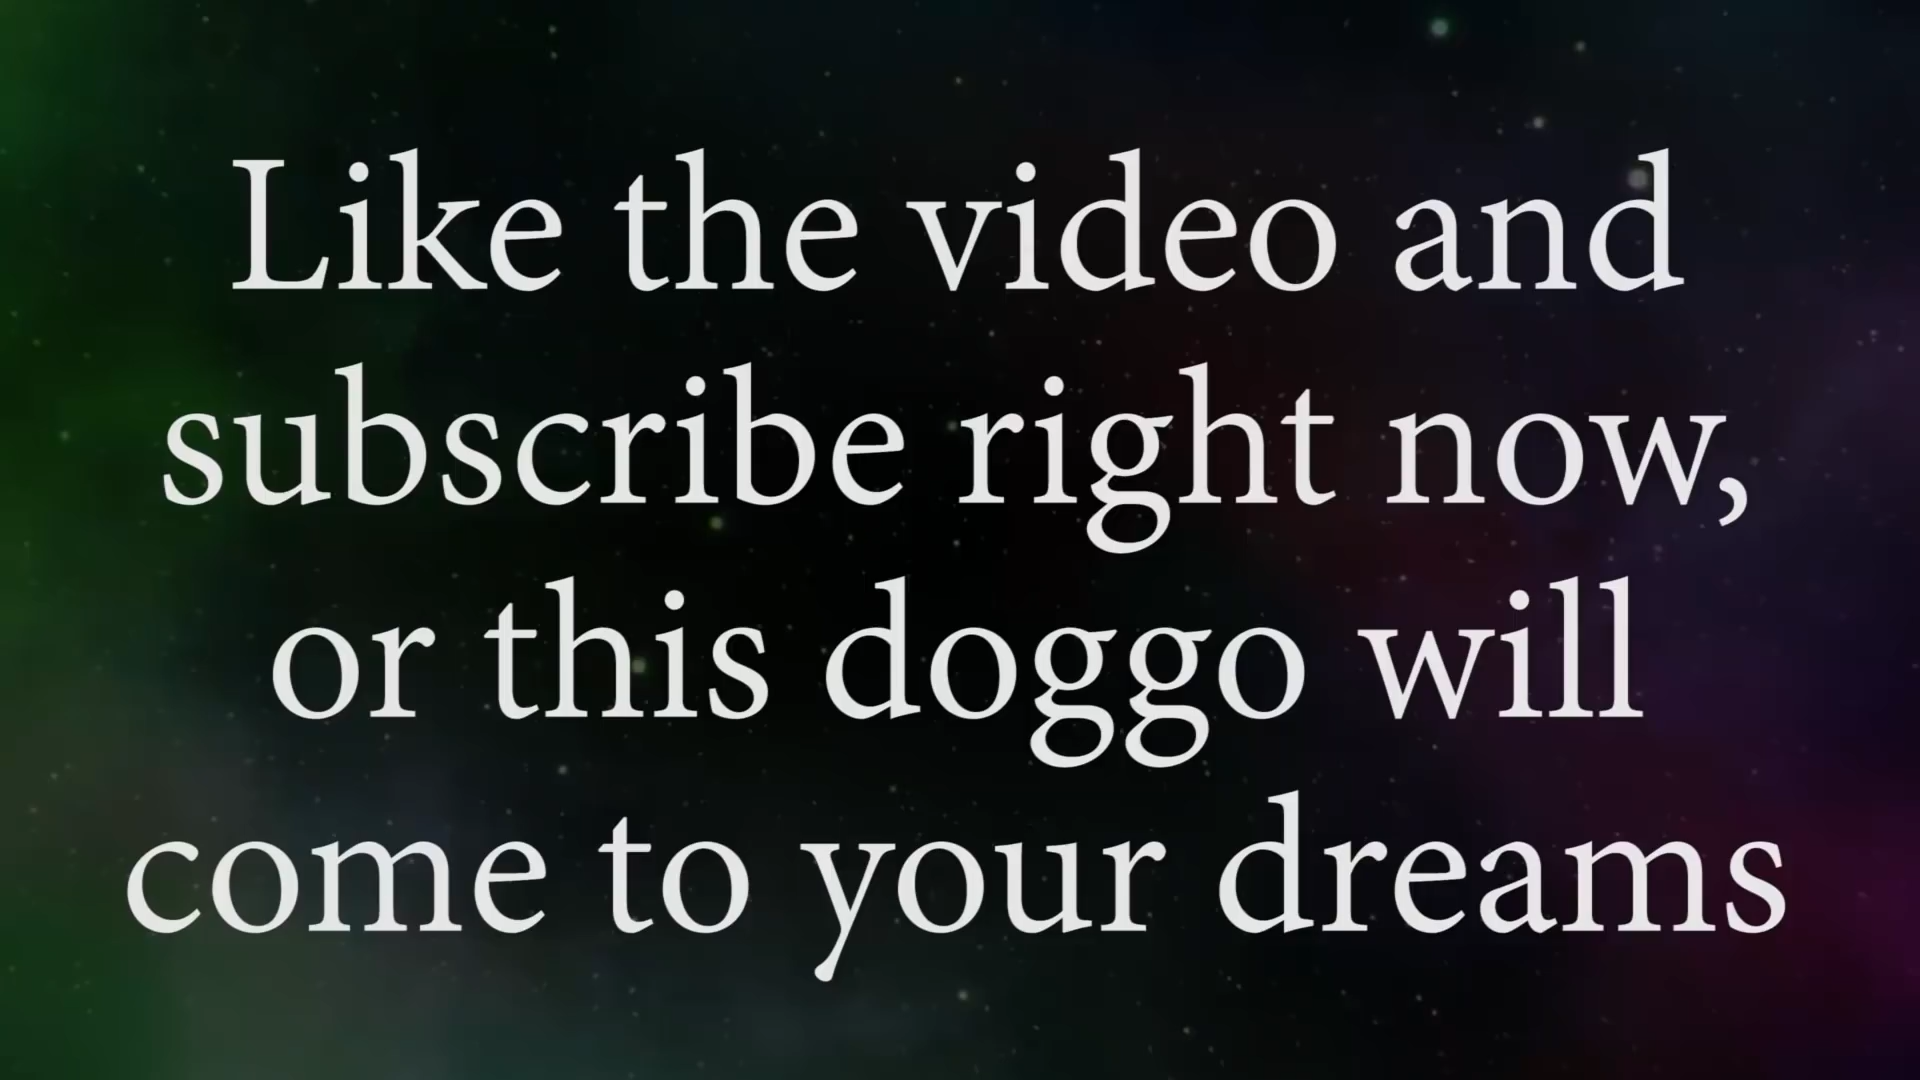 Like the video and
subscribe right now,
or this doggo will
come to your dreams